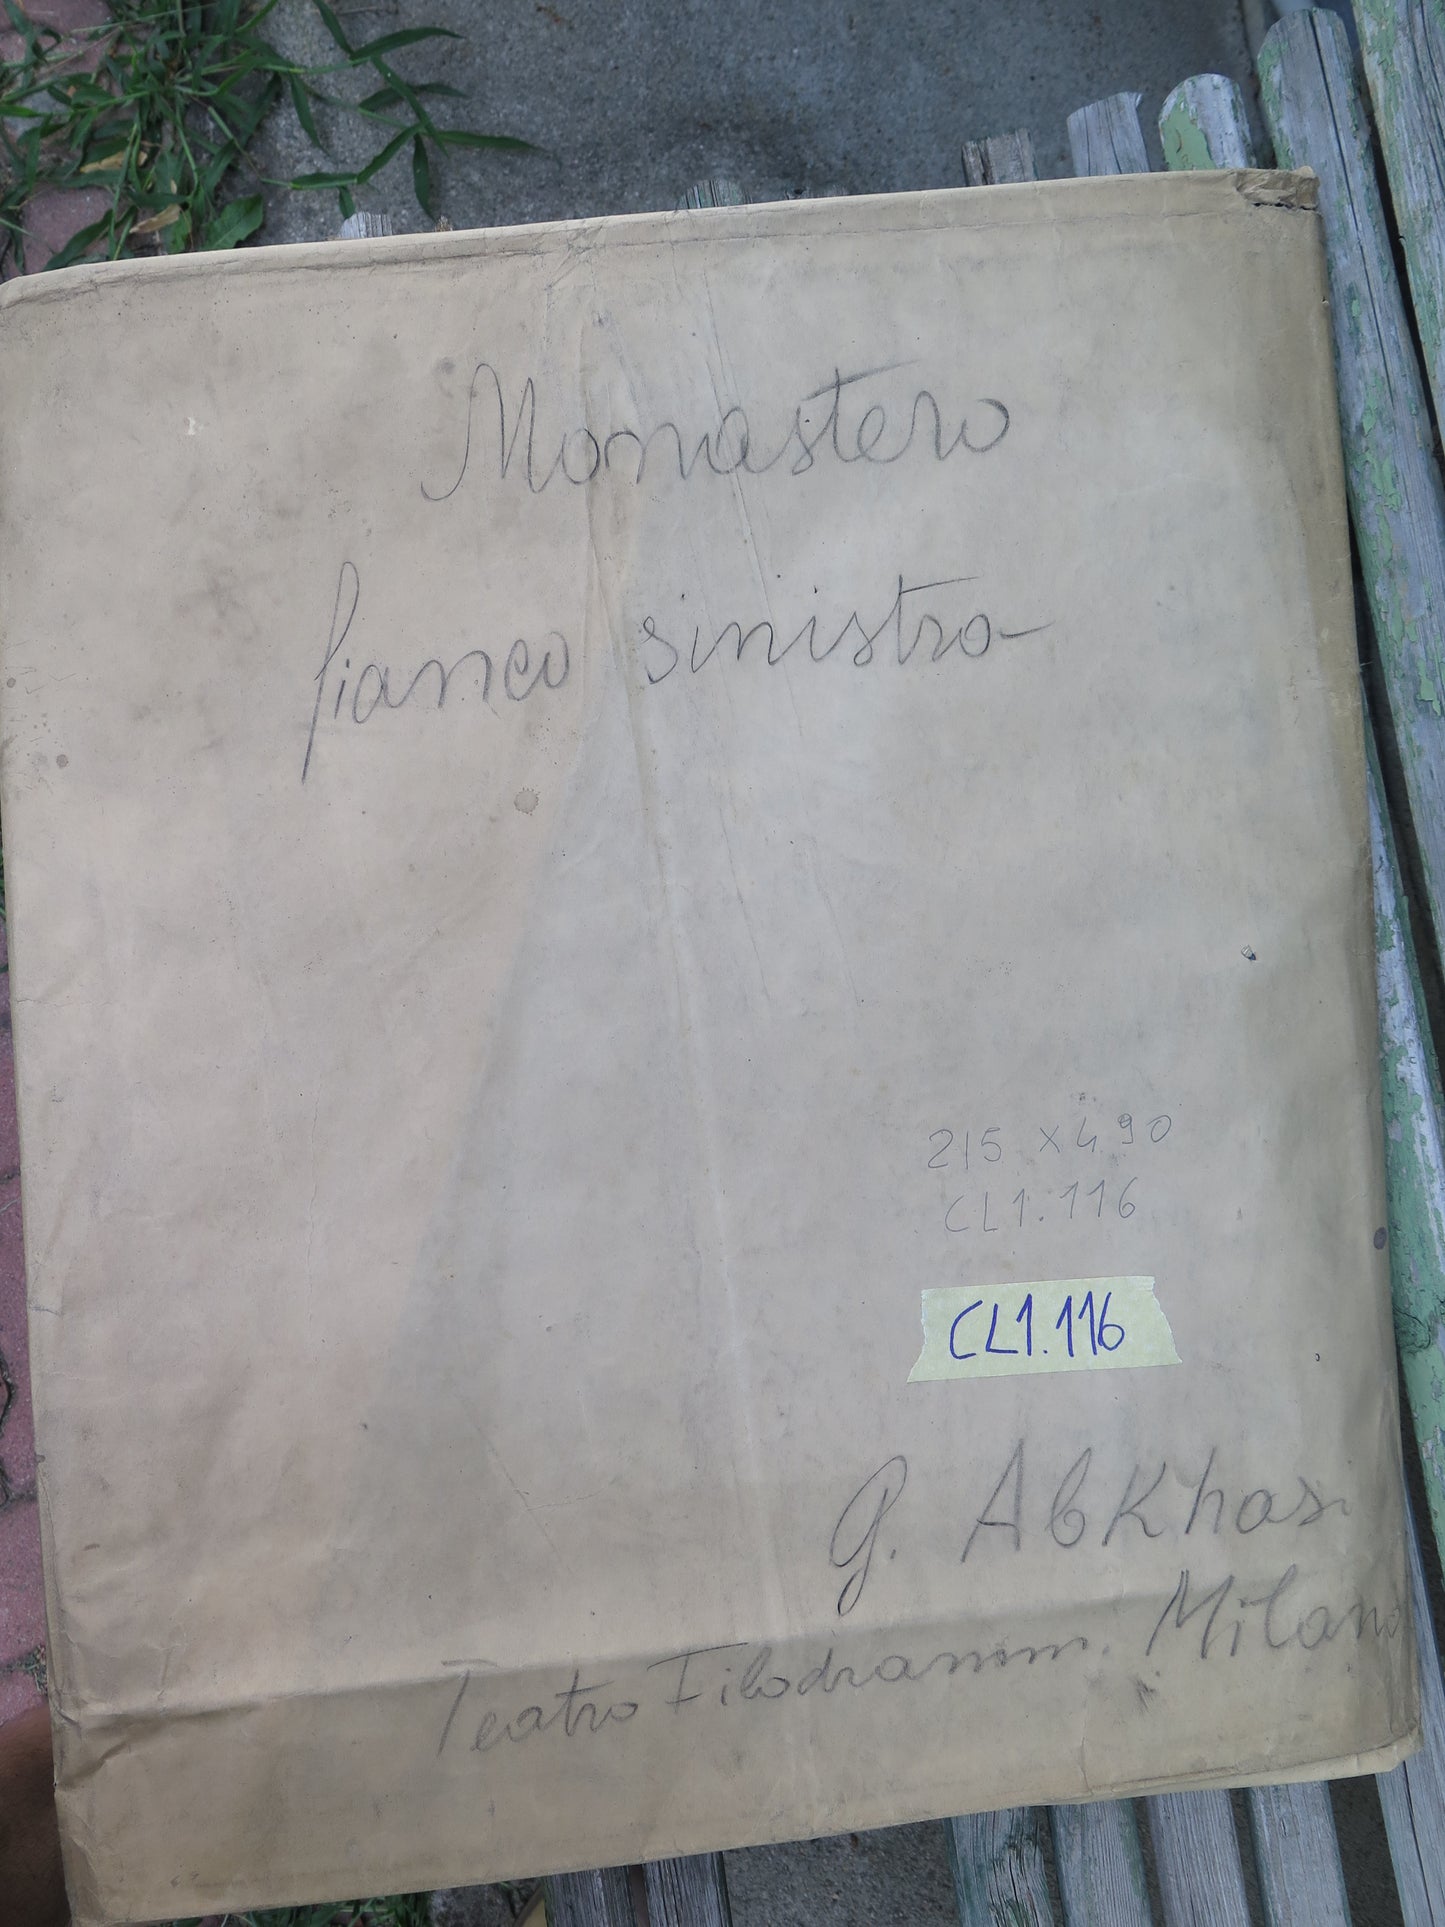 Monastero
fianco sinistro
215 x 490
CL1.116
CL1.116
G. Abkhasi
Teatro Filodramm. Milano